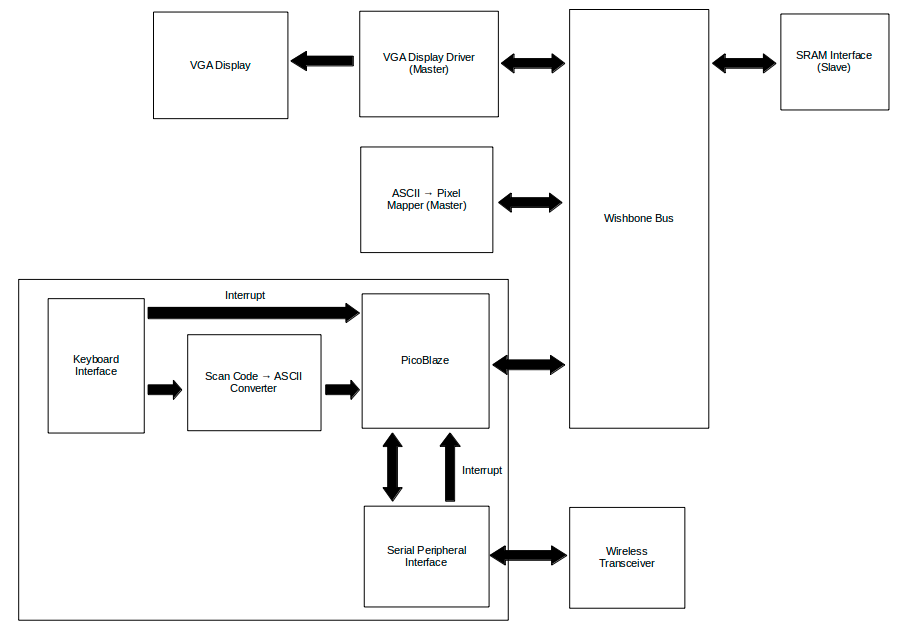 VGA Display
VGA Display Driver
(Master)
SRAM Interface
(Slave)
ASCII → Pixel
Mapper (Master)
Wishbone Bus
Interrupt
Keyboard
Interface
Scan Code → ASCII
Converter
PicoBlaze
Interrupt
Serial Peripheral
Interface
Wireless
Transceiver